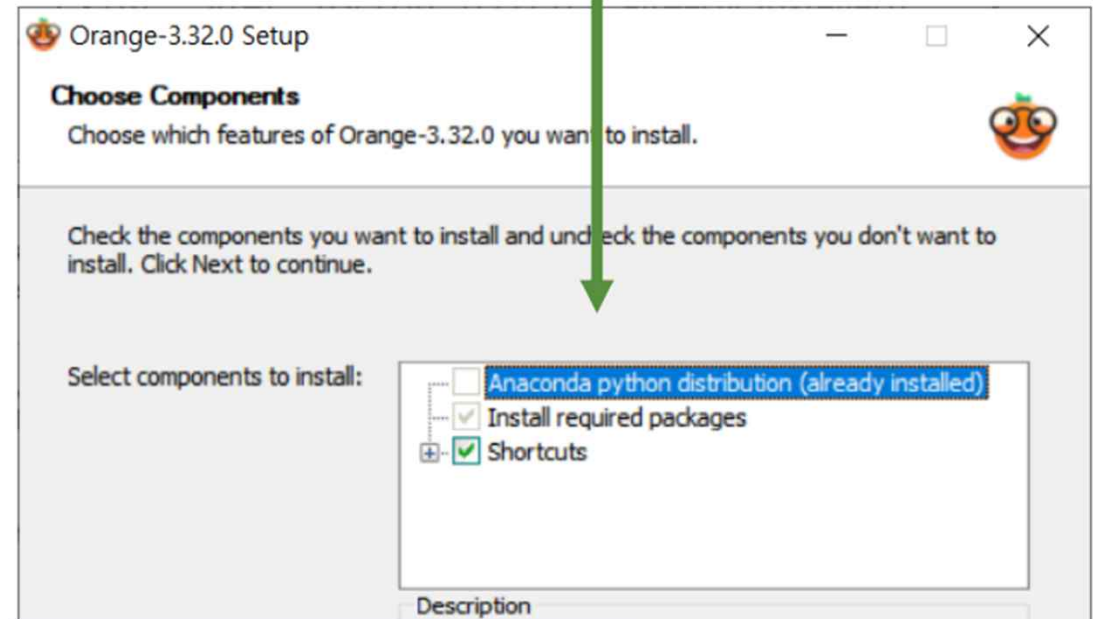 Orange-3.32.0 Setup
Choose Components
Choose which features of Orange-3.32.0 you want to install.
Check the components you want to install and uncheck the components you don't want to
install. Click Next to continue.
Select components to install:
Anaconda python distribution (already installed)
Install required packages
Shortcuts
Description